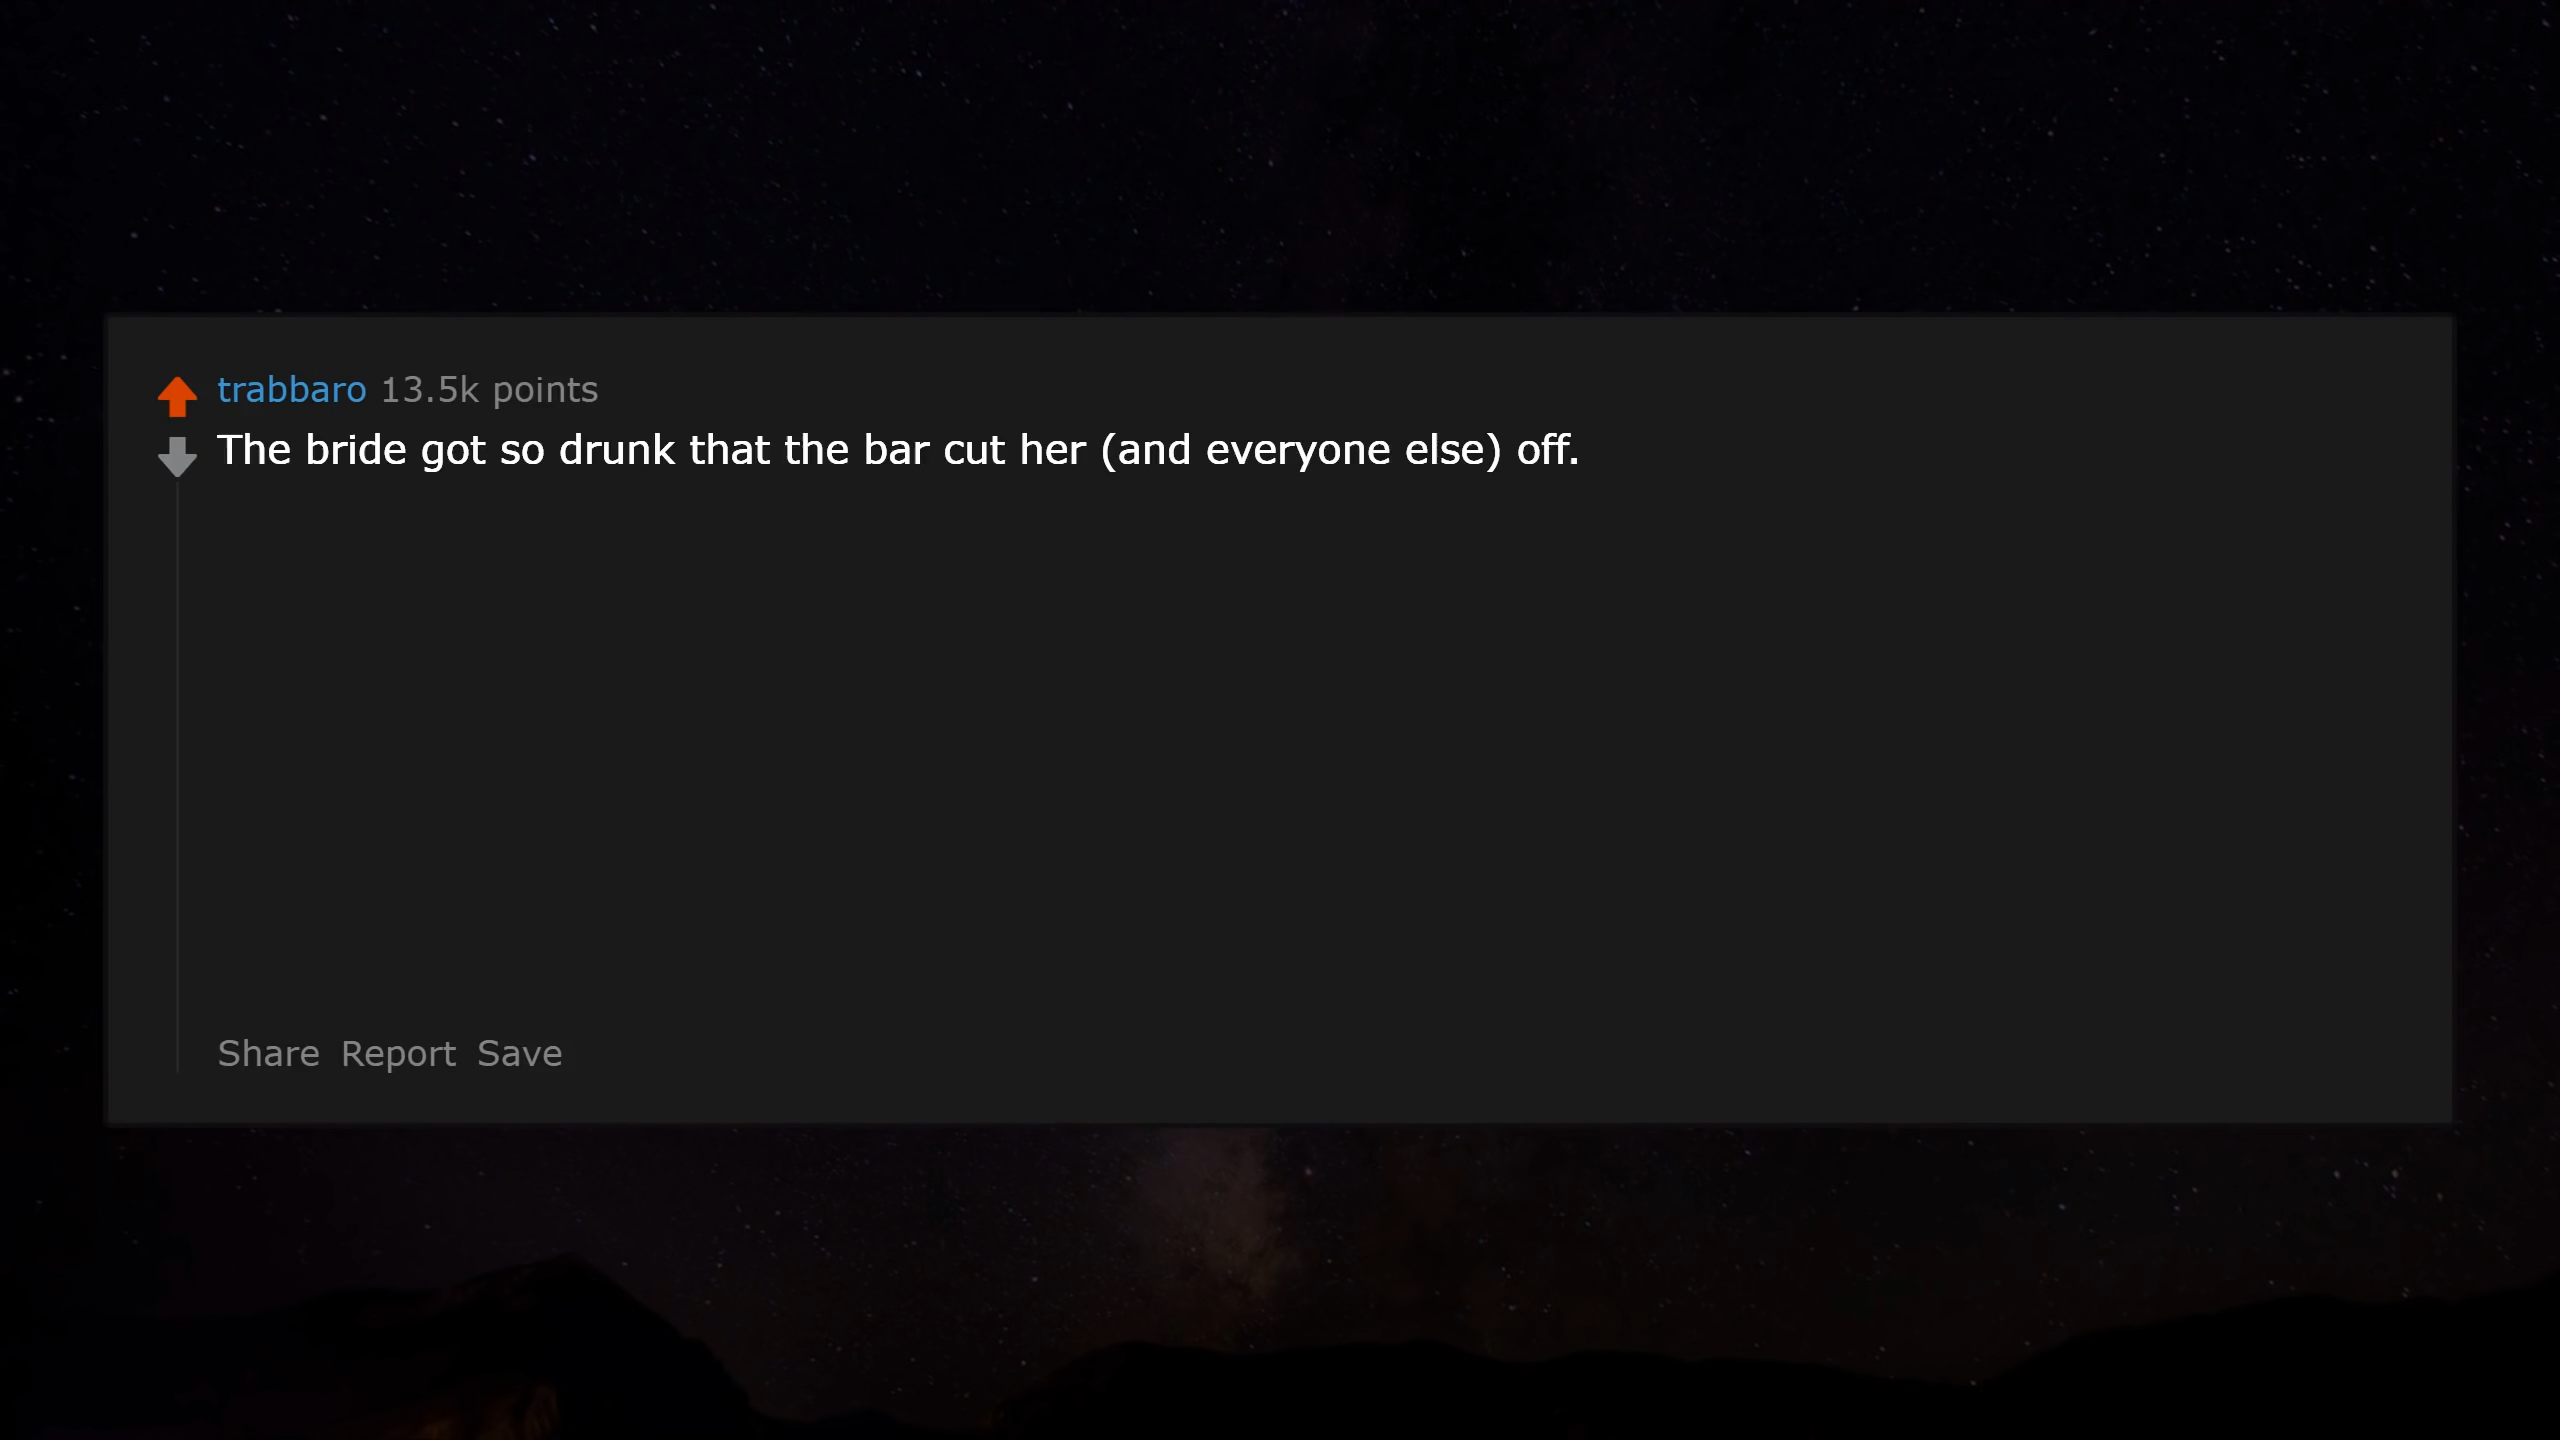 trabbaro 13.5k points
The bride got so drunk that the bar cut her (and everyone else) off.
Share Report Save